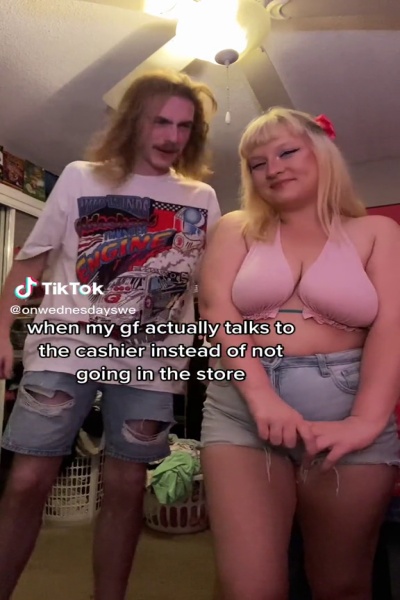 ENGINE
TikTok
@onwednesdayswe
when my gf actually talks to
the cashier instead of not
going in the store